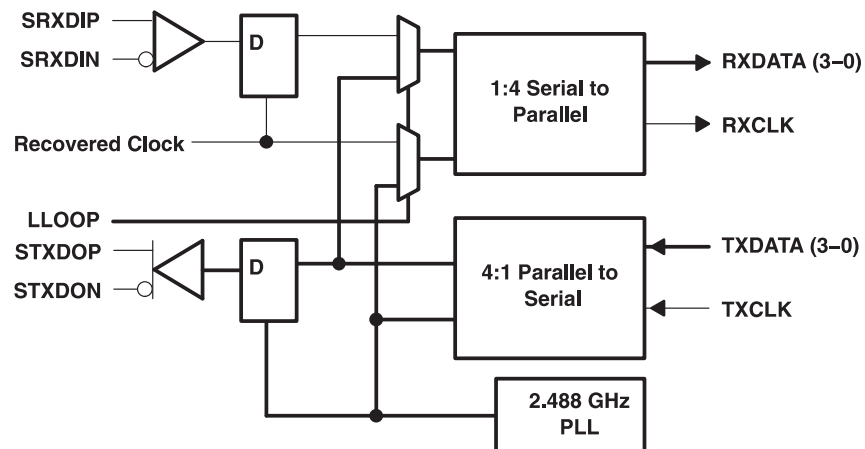 SRXDIP
SRXDIN
D
1:4 Serial to
Parallel
RXDATA (3–0)
RXCLK
Recovered Clock
LLOOP
STXDOP
STXDON
D
4:1 Parallel to
Serial
TXDATA (3–0)
TXCLK
2.488 GHz
PLL